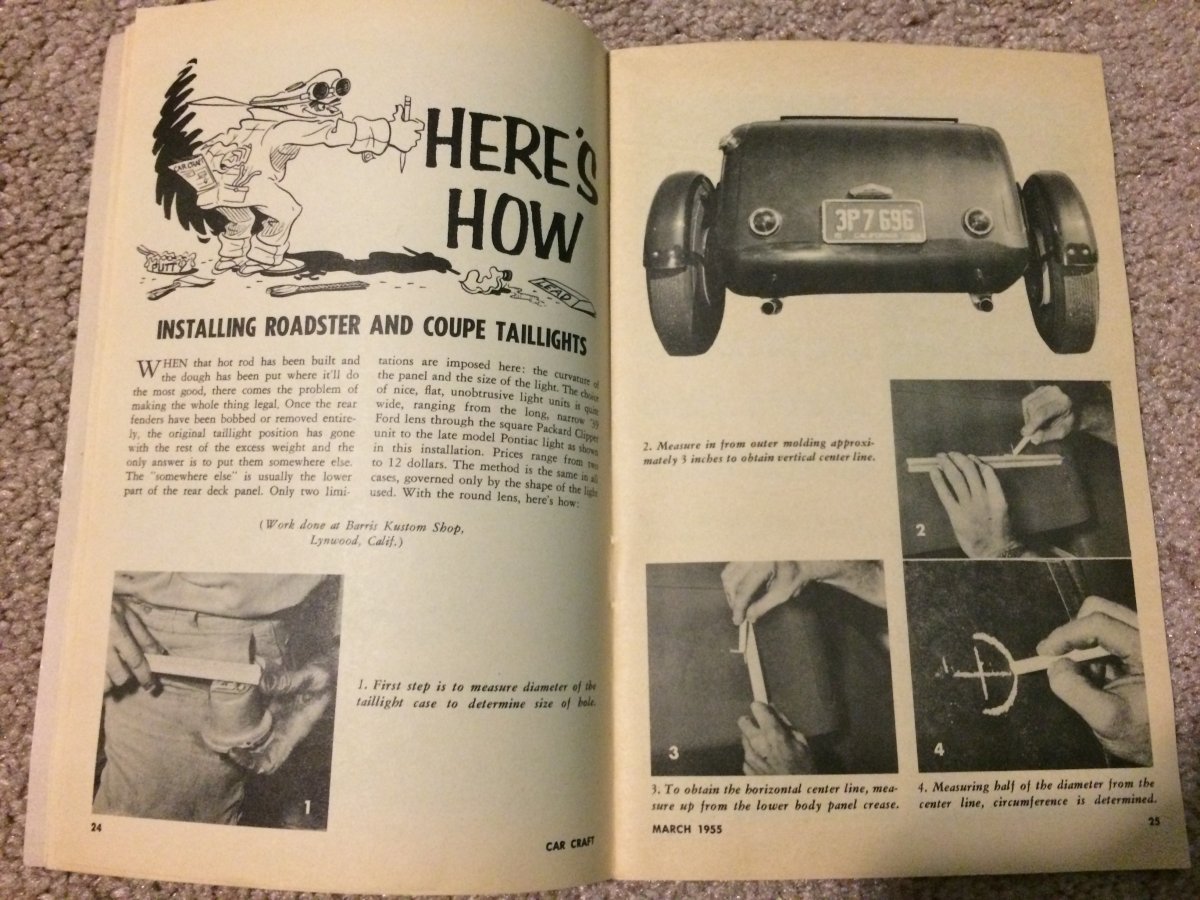 CAR CRAFT
HERE'S
HOW
PUTTY
LEAD
INSTALLING ROADSTER AND COUPE TAILLIGHTS
WHEN that hot rod has been built and
the dough has been put where it'll do
the most good, there comes the problem of
making the whole thing legal. Once the rear
fenders have been bobbed or removed entire-
ly, the original taillight position has gone
with the rest of the excess weight and the
only answer is to put them somewhere else.
The "somewhere else" is usually the lower
part of the rear deck panel. Only two limi-
tations are imposed here: the curvature of
the panel and the size of the light. The choice
of nice, flat, unobtrusive light units is quite
wide, ranging from the long, narrow '39
Ford lens through the square Packard Clipper
unit to the late model Pontiac light as shown
in this installation. Prices range from two
to 12 dollars. The method is the same in all
cases, governed only by the shape of the light
used. With the round lens, here's how:
(Work done at Barris Kustom Shop,
Lynwood, Calif.)
1
1. First step is to measure diameter of the
taillight case to determine size of hole.
24
CAR CRAFT
3P7 696
CALIFORNIA
2. Measure in from outer molding approxi-
mately 3 inches to obtain vertical center line.
2
3
4
3. To obtain the horizontal center line, mea-
sure up from the lower body panel crease.
4. Measuring half of the diameter from the
center line, circumference is determined.
MARCH 1955
25